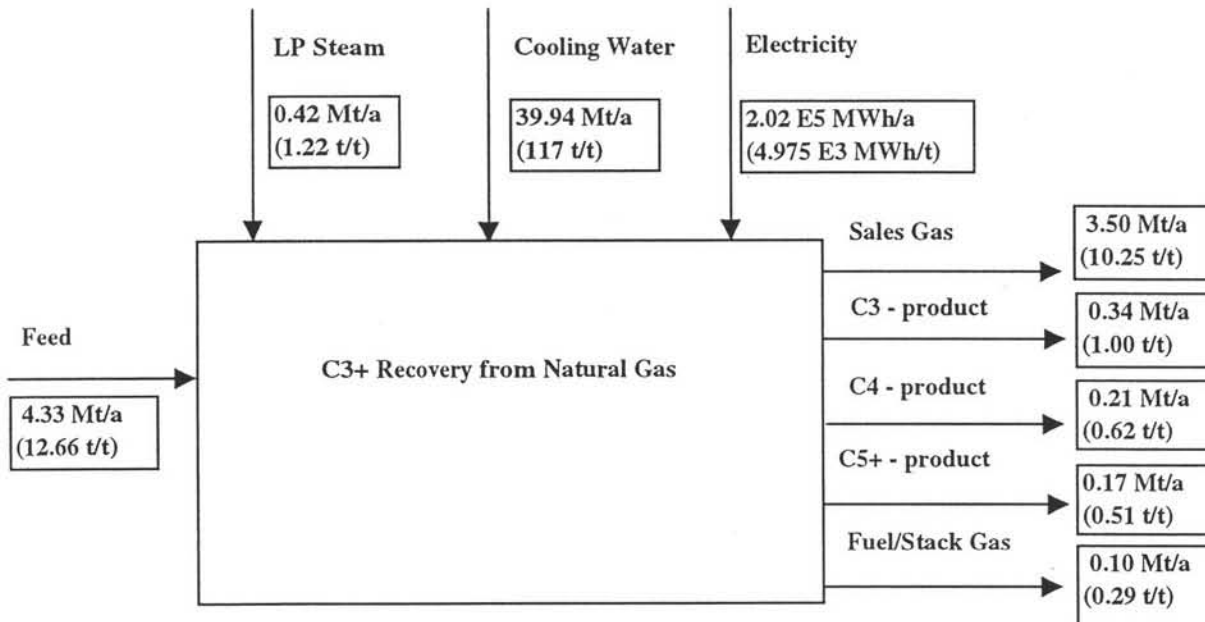 LP Steam
0.42 Mt/a
(1.22 t/t)
Cooling Water
39.94 Mt/a
(117 t/t)
Electricity
2.02 E5 MWh/a
(4.975 E3 MWh/t)
Feed
4.33 Mt/a
(12.66 t/t)
C3+ Recovery from Natural Gas
Sales Gas
3.50 Mt/a
(10.25 t/t)
C3 - product
0.34 Mt/a
(1.00 t/t)
C4 - product
0.21 Mt/a
(0.62 t/t)
C5+ - product
0.17 Mt/a
(0.51 t/t)
Fuel/Stack Gas
0.10 Mt/a
(0.29 t/t)